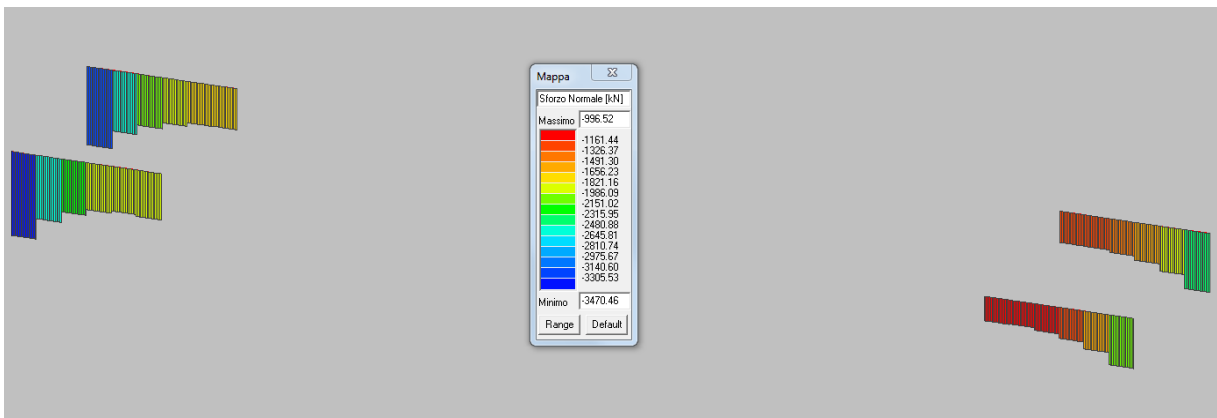 Mappa
Sforzo Normale [kN]
Massimo -996.52
-1161.44
-1326.37
-1491.30
-1656.23
-1821.16
-1986.09
-2151.02
-2315.95
-2480.88
-2645.81
-2810.74
-2975.67
-3140.60
-3305.53
Minimo -3470.46
Range Default